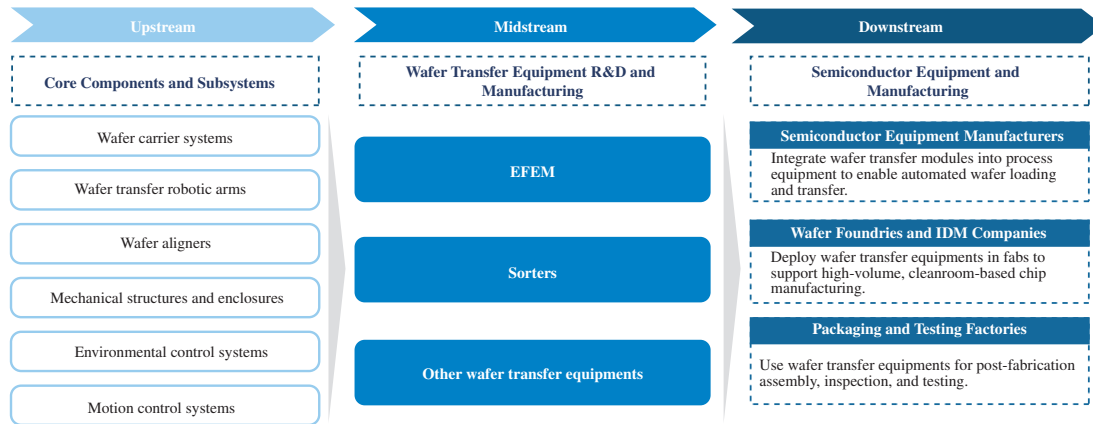 Upstream
Midstream
Downstream
Core Components and Subsystems
Wafer carrier systems
Wafer transfer robotic arms
Wafer aligners
Mechanical structures and enclosures
Environmental control systems
Motion control systems
Wafer Transfer Equipment R&D and
Manufacturing
EFEM
Sorters
Other wafer transfer equipments
Semiconductor Equipment and
Manufacturing
Semiconductor Equipment Manufacturers
Integrate wafer transfer modules into process
equipment to enable automated wafer loading
and transfer.
Wafer Foundries and IDM Companies
Deploy wafer transfer equipments in fabs to
support high-volume, cleanroom-based chip
manufacturing.
Packaging and Testing Factories
Use wafer transfer equipments for post-fabrication
assembly, inspection, and testing.